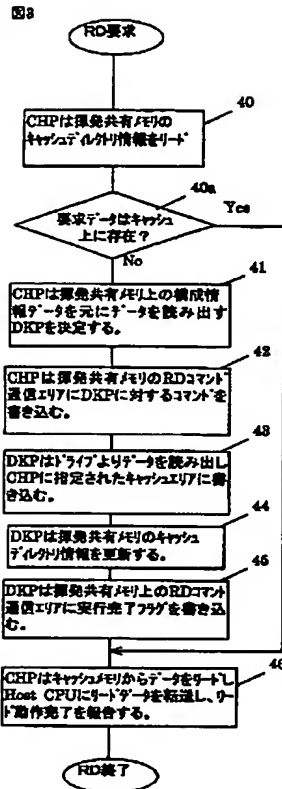 図3
RD要求
40
CHPは揮発共有メモリの
キャッシュディレクトリ情報をリード
40a
要求データはキャッシュ
上に存在?
Yes
No
41
CHPは揮発共有メモリ上の構成情
報データを元にデータを読み出す
DKPを決定する。
42
CHPは揮発共有メモリのRDコマンド
通信エリアにDKPに対するコマンドを
書き込む。
43
DKPはドライブよりデータを読み出し
CHPに指定されたキャッシュエリアに書
き込む。
44
DKPは揮発共有メモリのキャッシュ
ディレクトリ情報を更新する。
45
DKPは揮発共有メモリ上のRDコマンド
通信エリアに実行完了フラグを書き込
む。
46
CHPはキャッシュメモリからデータをリードし
Host CPUにリードデータを転送し、リード
動作完了を報告する。
RD終了